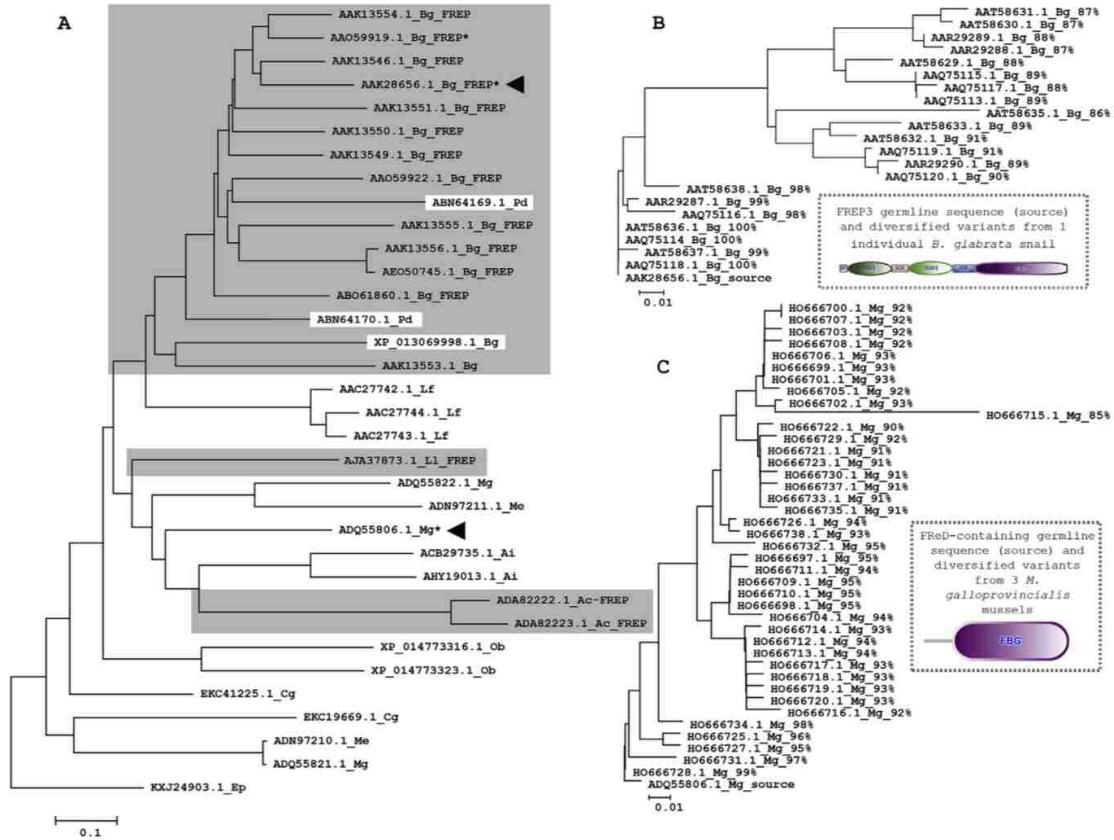 A
AAK13554.1_Bg_FREP
AAO59919.1_Bg_FREP*
AAK13546.1_Bg_FREP
AAK28656.1_Bg_FREP*
AAK13551.1_Bg_FREP
AAK13550.1_Bg_FREP
AAK13549.1_Bg_FREP
AAO59922.1_Bg_FREP
ABN64169.1_Pd
AAK13555.1_Bg_FREP
AAK13556.1_Bg_FREP
AEO50745.1_Bg_FREP
ABO61860.1_Bg_FREP
ABN64170.1_Pd
XP_013069998.1_Bg
AAK13553.1_Bg
AAC27742.1_Lf
AAC27744.1_Lf
AAC27743.1_Lf
AJA37873.1_Ll_FREP
ADQ55822.1_Mg
ADN97211.1_Me
ADQ55806.1_Mg*
ACB29735.1_Ai
AHY19013.1_Ai
ADA82222.1_Ac-FREP
ADA82223.1_Ac_FREP
XP_014773316.1_Ob
XP_014773323.1_Ob
EKC41225.1_Cg
EKC19669.1_Cg
ADN97210.1_Me
ADQ55821.1_Mg
KXJ24903.1_Ep
0.1
B
AAT58631.1_Bg_87%
AAT58630.1_Bg_87%
AAR29289.1_Bg_88%
AAR29288.1_Bg_87%
AAT58629.1_Bg_88%
AAQ75115.1_Bg_89%
AAQ75117.1_Bg_88%
AAQ75113.1_Bg_89%
AAT58635.1_Bg_86%
AAT58633.1_Bg_89%
AAT58632.1_Bg_91%
AAQ75119.1_Bg_91%
AAR29290.1_Bg_89%
AAQ75120.1_Bg_90%
AAT58638.1_Bg_98%
AAR29287.1_Bg_99%
AAQ75116.1_Bg_98%
AAT58636.1_Bg_100%
AAQ75114_Bg_100%
AAT58637.1_Bg_99%
AAQ75118.1_Bg_100%
AAK28656.1_Bg_source
0.01
FREP3 germline sequence (source)
and diversified variants from 1
individual B. glabrata snail
C
HO666700.1_Mg_92%
HO666707.1_Mg_92%
HO666703.1_Mg_92%
HO666708.1_Mg_92%
HO666706.1_Mg_93%
HO666699.1_Mg_93%
HO666701.1_Mg_93%
HO666705.1_Mg_92%
HO666702.1_Mg_93%
HO666715.1_Mg_85%
HO666722.1_Mg_90%
HO666729.1_Mg_92%
HO666721.1_Mg_91%
HO666723.1_Mg_91%
HO666730.1_Mg_91%
HO666737.1_Mg_91%
HO666733.1_Mg_91%
HO666735.1_Mg_91%
HO666726.1_Mg_94%
HO666738.1_Mg_93%
HO666732.1_Mg_95%
HO666697.1_Mg_95%
HO666711.1_Mg_94%
HO666709.1_Mg_95%
HO666710.1_Mg_95%
HO666698.1_Mg_95%
HO666704.1_Mg_94%
HO666714.1_Mg_93%
HO666712.1_Mg_94%
HO666713.1_Mg_94%
HO666717.1_Mg_93%
HO666718.1_Mg_93%
HO666719.1_Mg_93%
HO666720.1_Mg_93%
HO666716.1_Mg_92%
HO666734.1_Mg_98%
HO666725.1_Mg_96%
HO666727.1_Mg_95%
HO666731.1_Mg_97%
HO666728.1_Mg_99%
ADQ55806.1_Mg_source
0.01
FReD-containing germline
sequence (source) and
diversified variants
from 3 M.
galloprovincialis
mussels
FBG